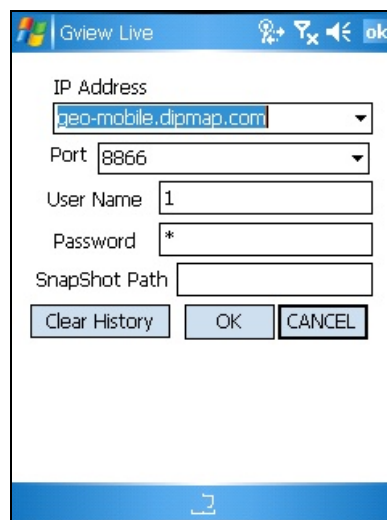 Gview Live ok
IP Address
geo-mobile.dipmap.com
Port 8866
User Name 1
Password *
SnapShot Path
Clear History OK CANCEL